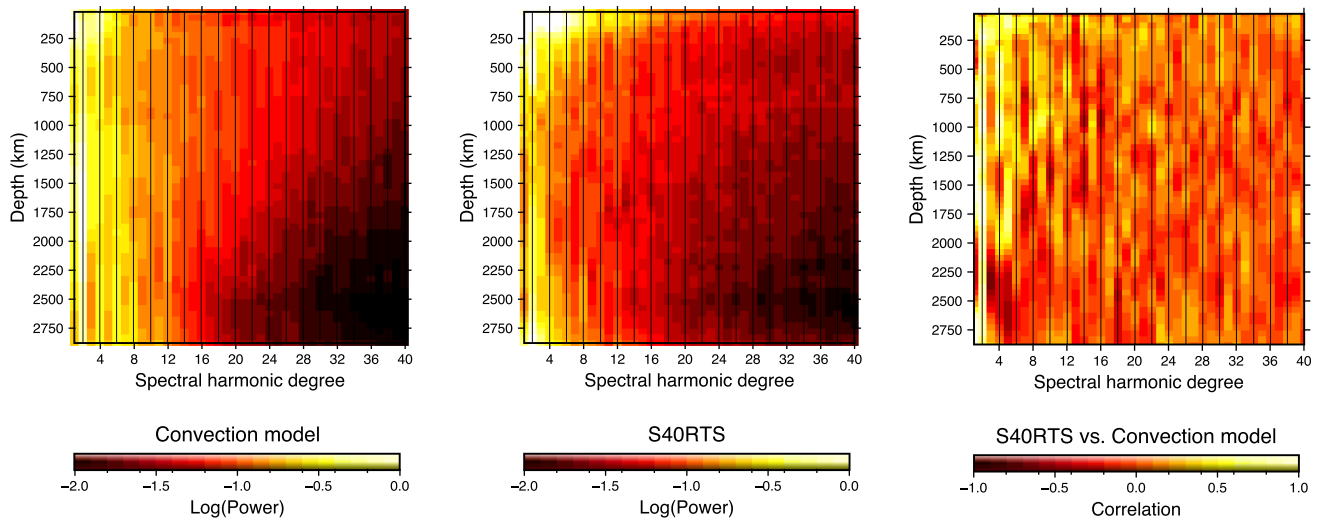 250
500
750
1000
1250
1500
1750
2000
2250
2500
2750
Depth (km)
4 8 12 16 20 24 28 32 36 40
Spectral harmonic degree
Convection model
−2.0 −1.5 −1.0 −0.5 0.0
Log(Power)
250
500
750
1000
1250
1500
1750
2000
2250
2500
2750
Depth (km)
4 8 12 16 20 24 28 32 36 40
Spectral harmonic degree
S40RTS
−2.0 −1.5 −1.0 −0.5 0.0
Log(Power)
250
500
750
1000
1250
1500
1750
2000
2250
2500
2750
Depth (km)
4 8 12 16 20 24 28 32 36 40
Spectral harmonic degree
S40RTS vs. Convection model
−1.0 −0.5 0.0 0.5 1.0
Correlation